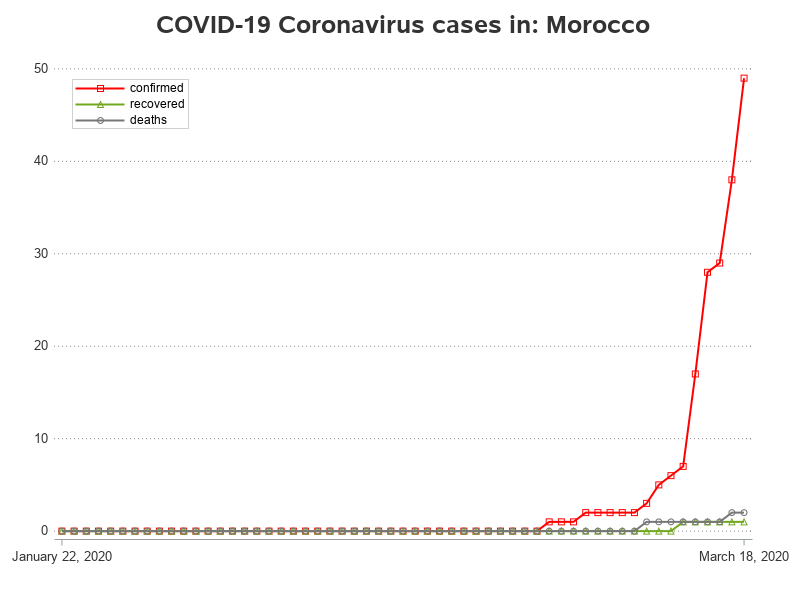 COVID-19 Coronavirus cases in: Morocco
50
confirmed
recovered
deaths
40
30
20
10
0
January 22, 2020
March 18, 2020